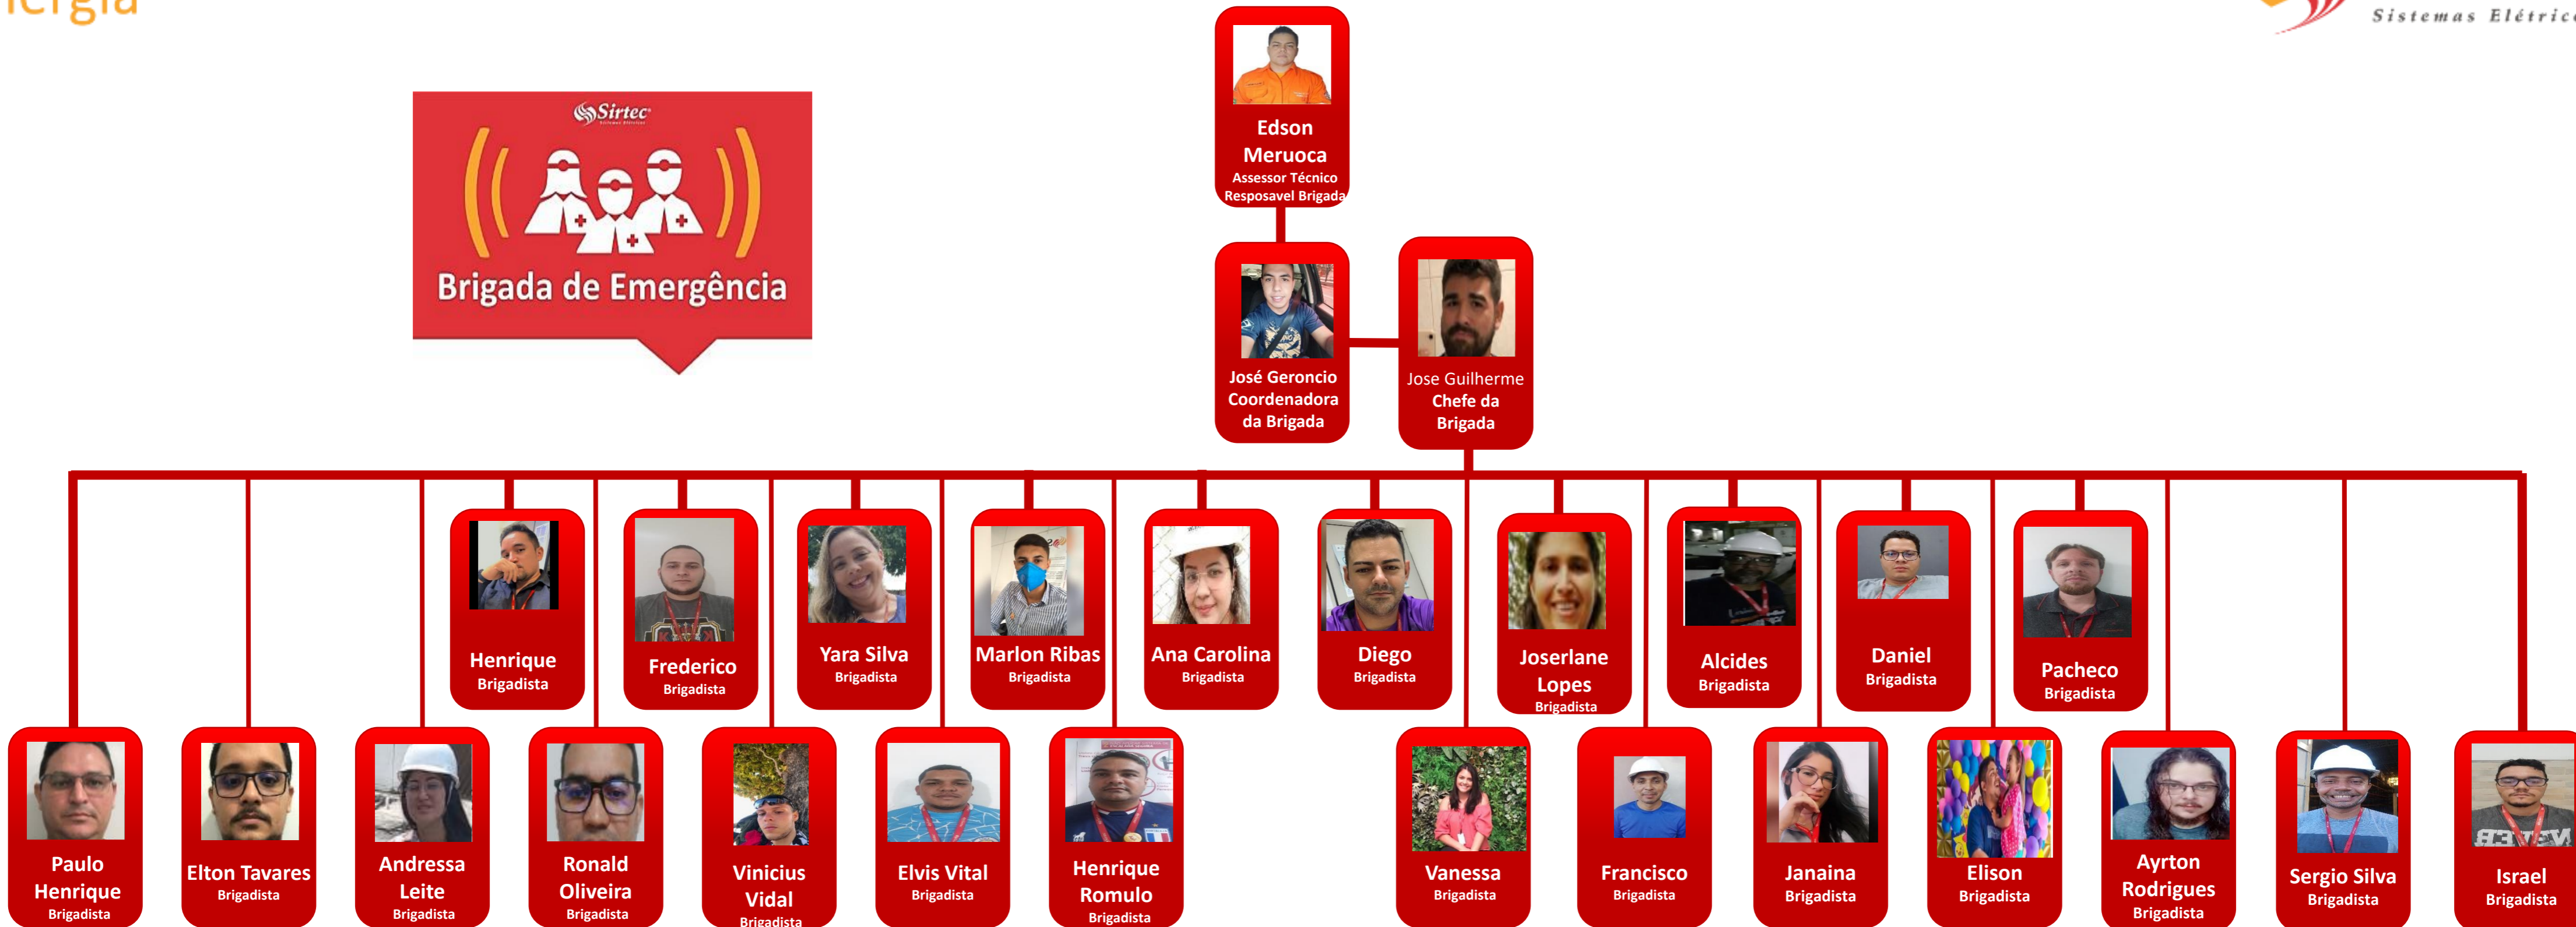 nergia
Sistemas Elétrico
Sirtec
Sistemas Elétricos
Brigada de Emergência
Edson
Meruoca
Assessor Técnico
Resposavel Brigada
José Geroncio
Coordenadora
da Brigada
Jose Guilherme
Chefe da
Brigada
Henrique
Brigadista
Frederico
Brigadista
Yara Silva
Brigadista
Marlon Ribas
Brigadista
Ana Carolina
Brigadista
Diego
Brigadista
Joserlane
Lopes
Brigadista
Alcides
Brigadista
Daniel
Brigadista
Pacheco
Brigadista
Paulo
Henrique
Brigadista
Elton Tavares
Brigadista
Andressa
Leite
Brigadista
Ronald
Oliveira
Brigadista
Vinicius
Vidal
Brigadista
Elvis Vital
Brigadista
Henrique
Romulo
Brigadista
Vanessa
Brigadista
Francisco
Brigadista
Janaina
Brigadista
Elison
Brigadista
Ayrton
Rodrigues
Brigadista
Sergio Silva
Brigadista
Israel
Brigadista